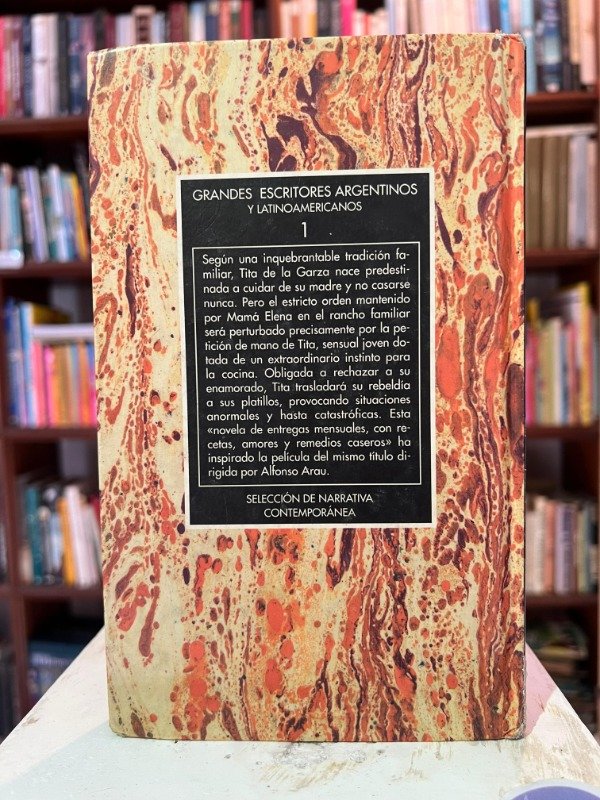 GRANDES ESCRITORES ARGENTINOS
Y LATINOAMERICANOS
1
Según una inquebrantable tradición fa-
miliar, Tita de la Garza nace predesti-
nada a cuidar de su madre y no casarse
nunca. Pero el estricto orden mantenido
por Mamá Elena en el rancho familiar
será perturbado precisamente por la pe-
tición de mano de Tita, sensual joven do-
tada de un extraordinario instinto para
la cocina. Obligada a rechazar a su
enamorado, Tita trasladará su rebeldía
a sus platillos, provocando situaciones
anormales y hasta catastróficas. Esta
«novela de entregas mensuales, con re-
cetas, amores y remedios caseros» ha
inspirado la película del mismo título di-
rigida por Alfonso Arau.
SELECCIÓN DE NARRATIVA
CONTEMPORÁNEA